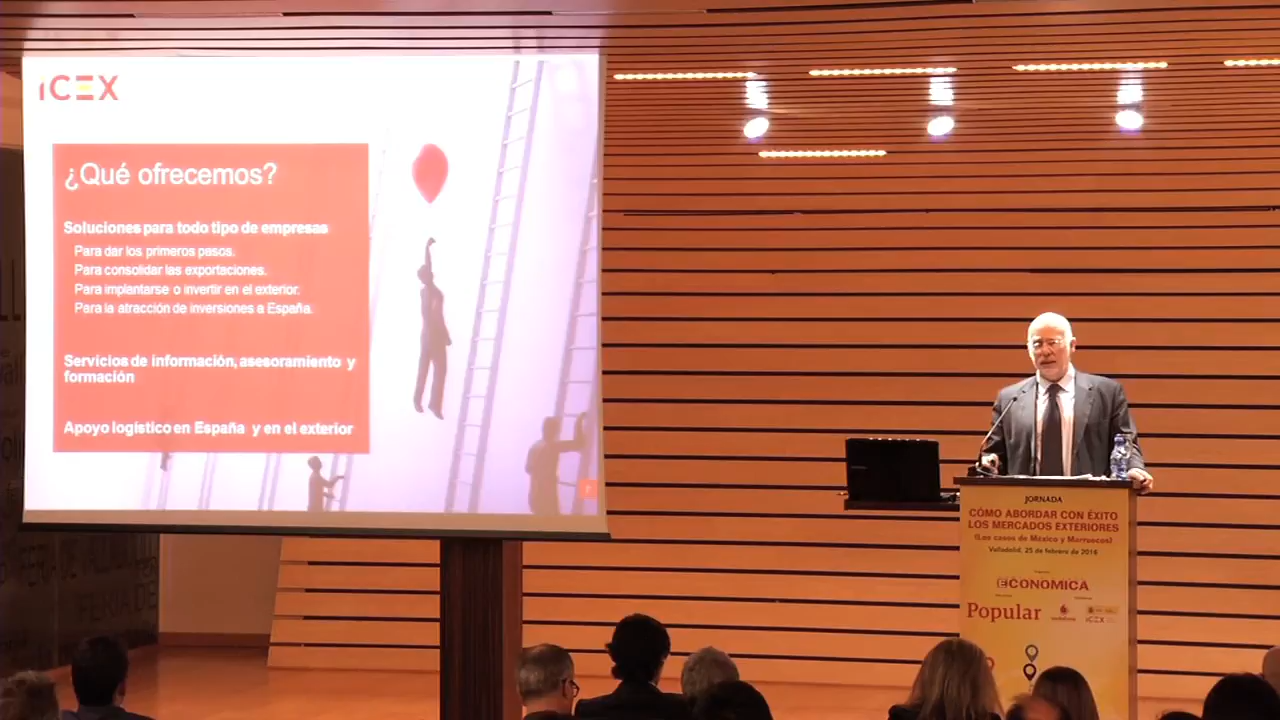 iCEX
¿Qué ofrecemos?
Soluciones para todo tipo de empresas
Para dar los primeros pasos.
Para consolidar las exportaciones.
Para implantarse o invertir en el exterior.
Para la atracción de inversiones a España.
Servicios de información, asesoramiento y
formación
Apoyo logístico en España y en el exterior
JORNADA
CÓMO ABORDAR CON ÉXITO
LOS MERCADOS EXTERIORES
(Los casos de México y Marruecos)
Valladolid, 25 de febrero de 2016
ECONOMICA
Popular
vodafone
iCEX
FERIA DE